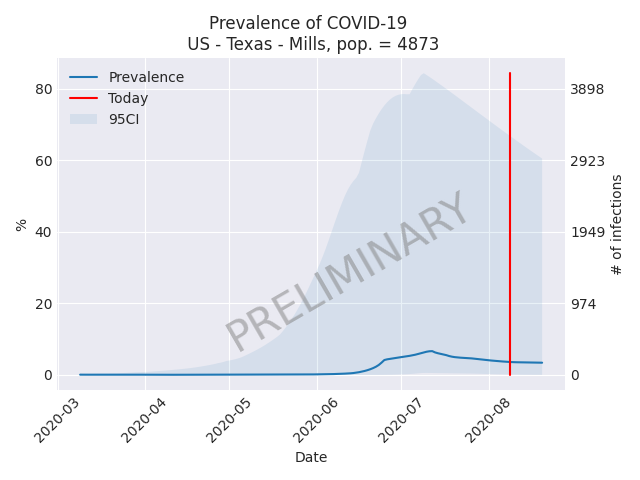 Prevalence of COVID-19
US - Texas - Mills, pop. = 4873
Prevalence
Today
95CI
80
60
40
20
0
%
3898
2923
1949
974
0
# of infections
PRELIMINARY
2020-03
2020-04
2020-05
2020-06
2020-07
2020-08
Date